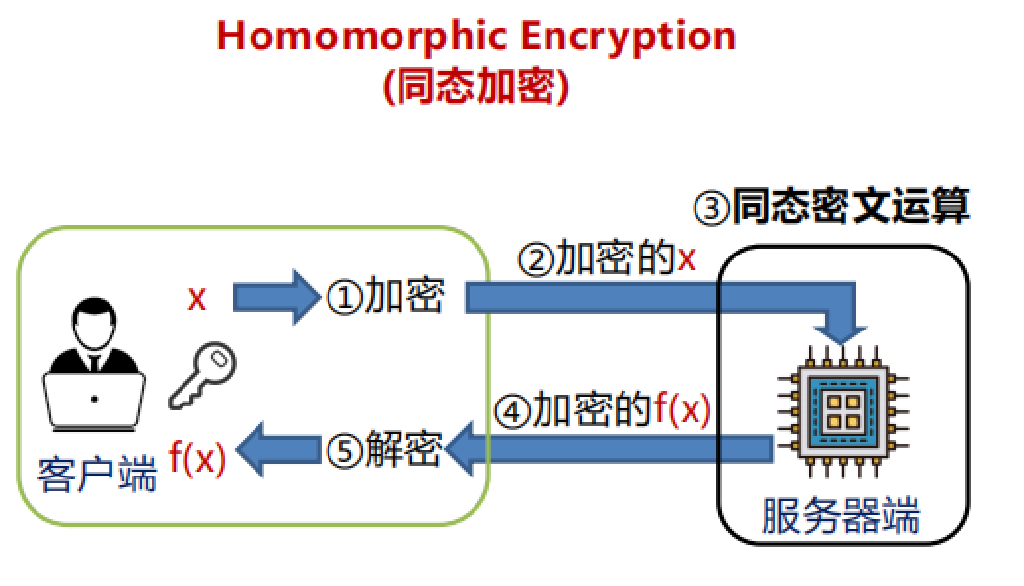 Homomorphic Encryption
(同态加密)
③同态密文运算
②加密的x
x
①加密
④加密的f(x)
f(x)
⑤解密
客户端
服务器端